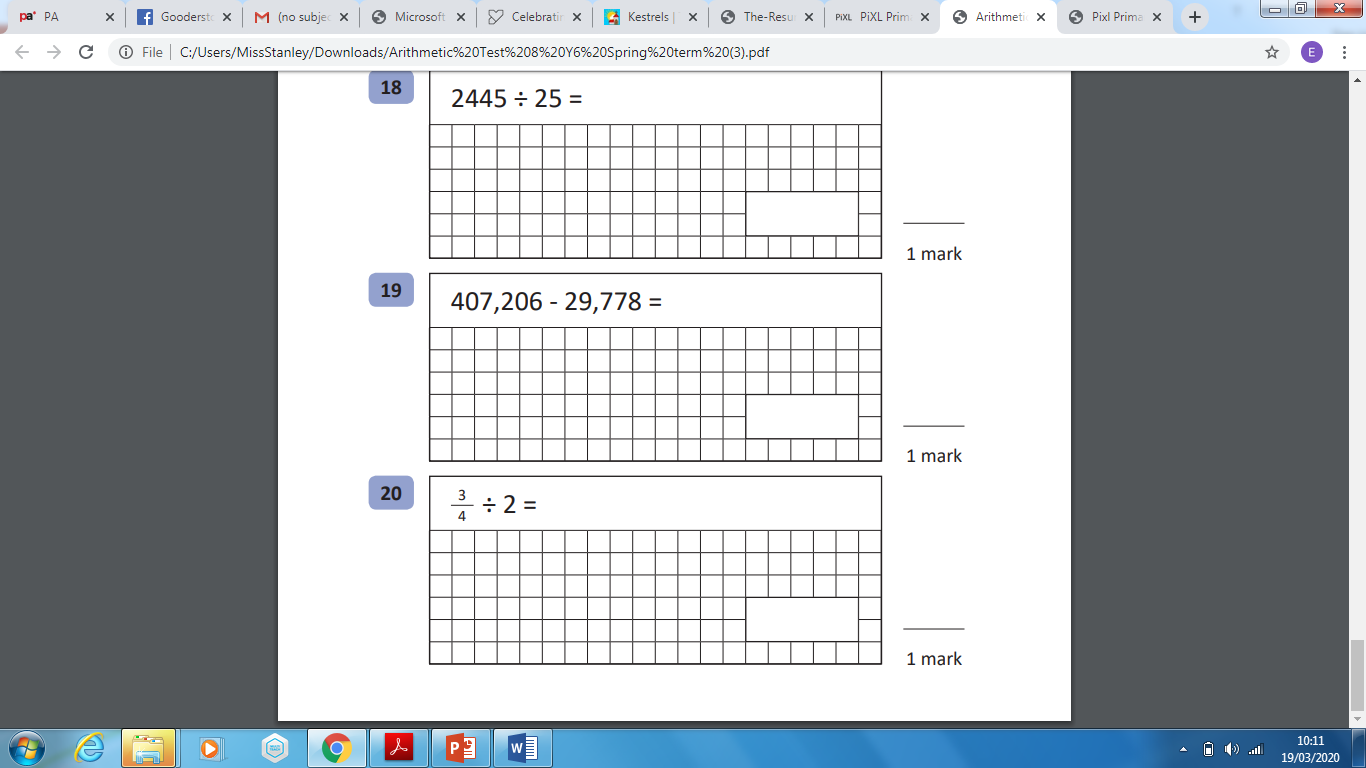 PA
Gooderst
(no subjec
Microsoft
Celebratin
Kestrels |
The-Resu
PiXL PiXL Prim
Arithmeti
Pixl Prima
File | C:/Users/MissStanley/Downloads/Arithmetic%20Test%208%20Y6%20Spring%20term%20(3).pdf
E
18
2445 ÷ 25 =
1 mark
19
407,206 - 29,778 =
1 mark
20
3/4 ÷ 2 =
1 mark
10:11
19/03/2020